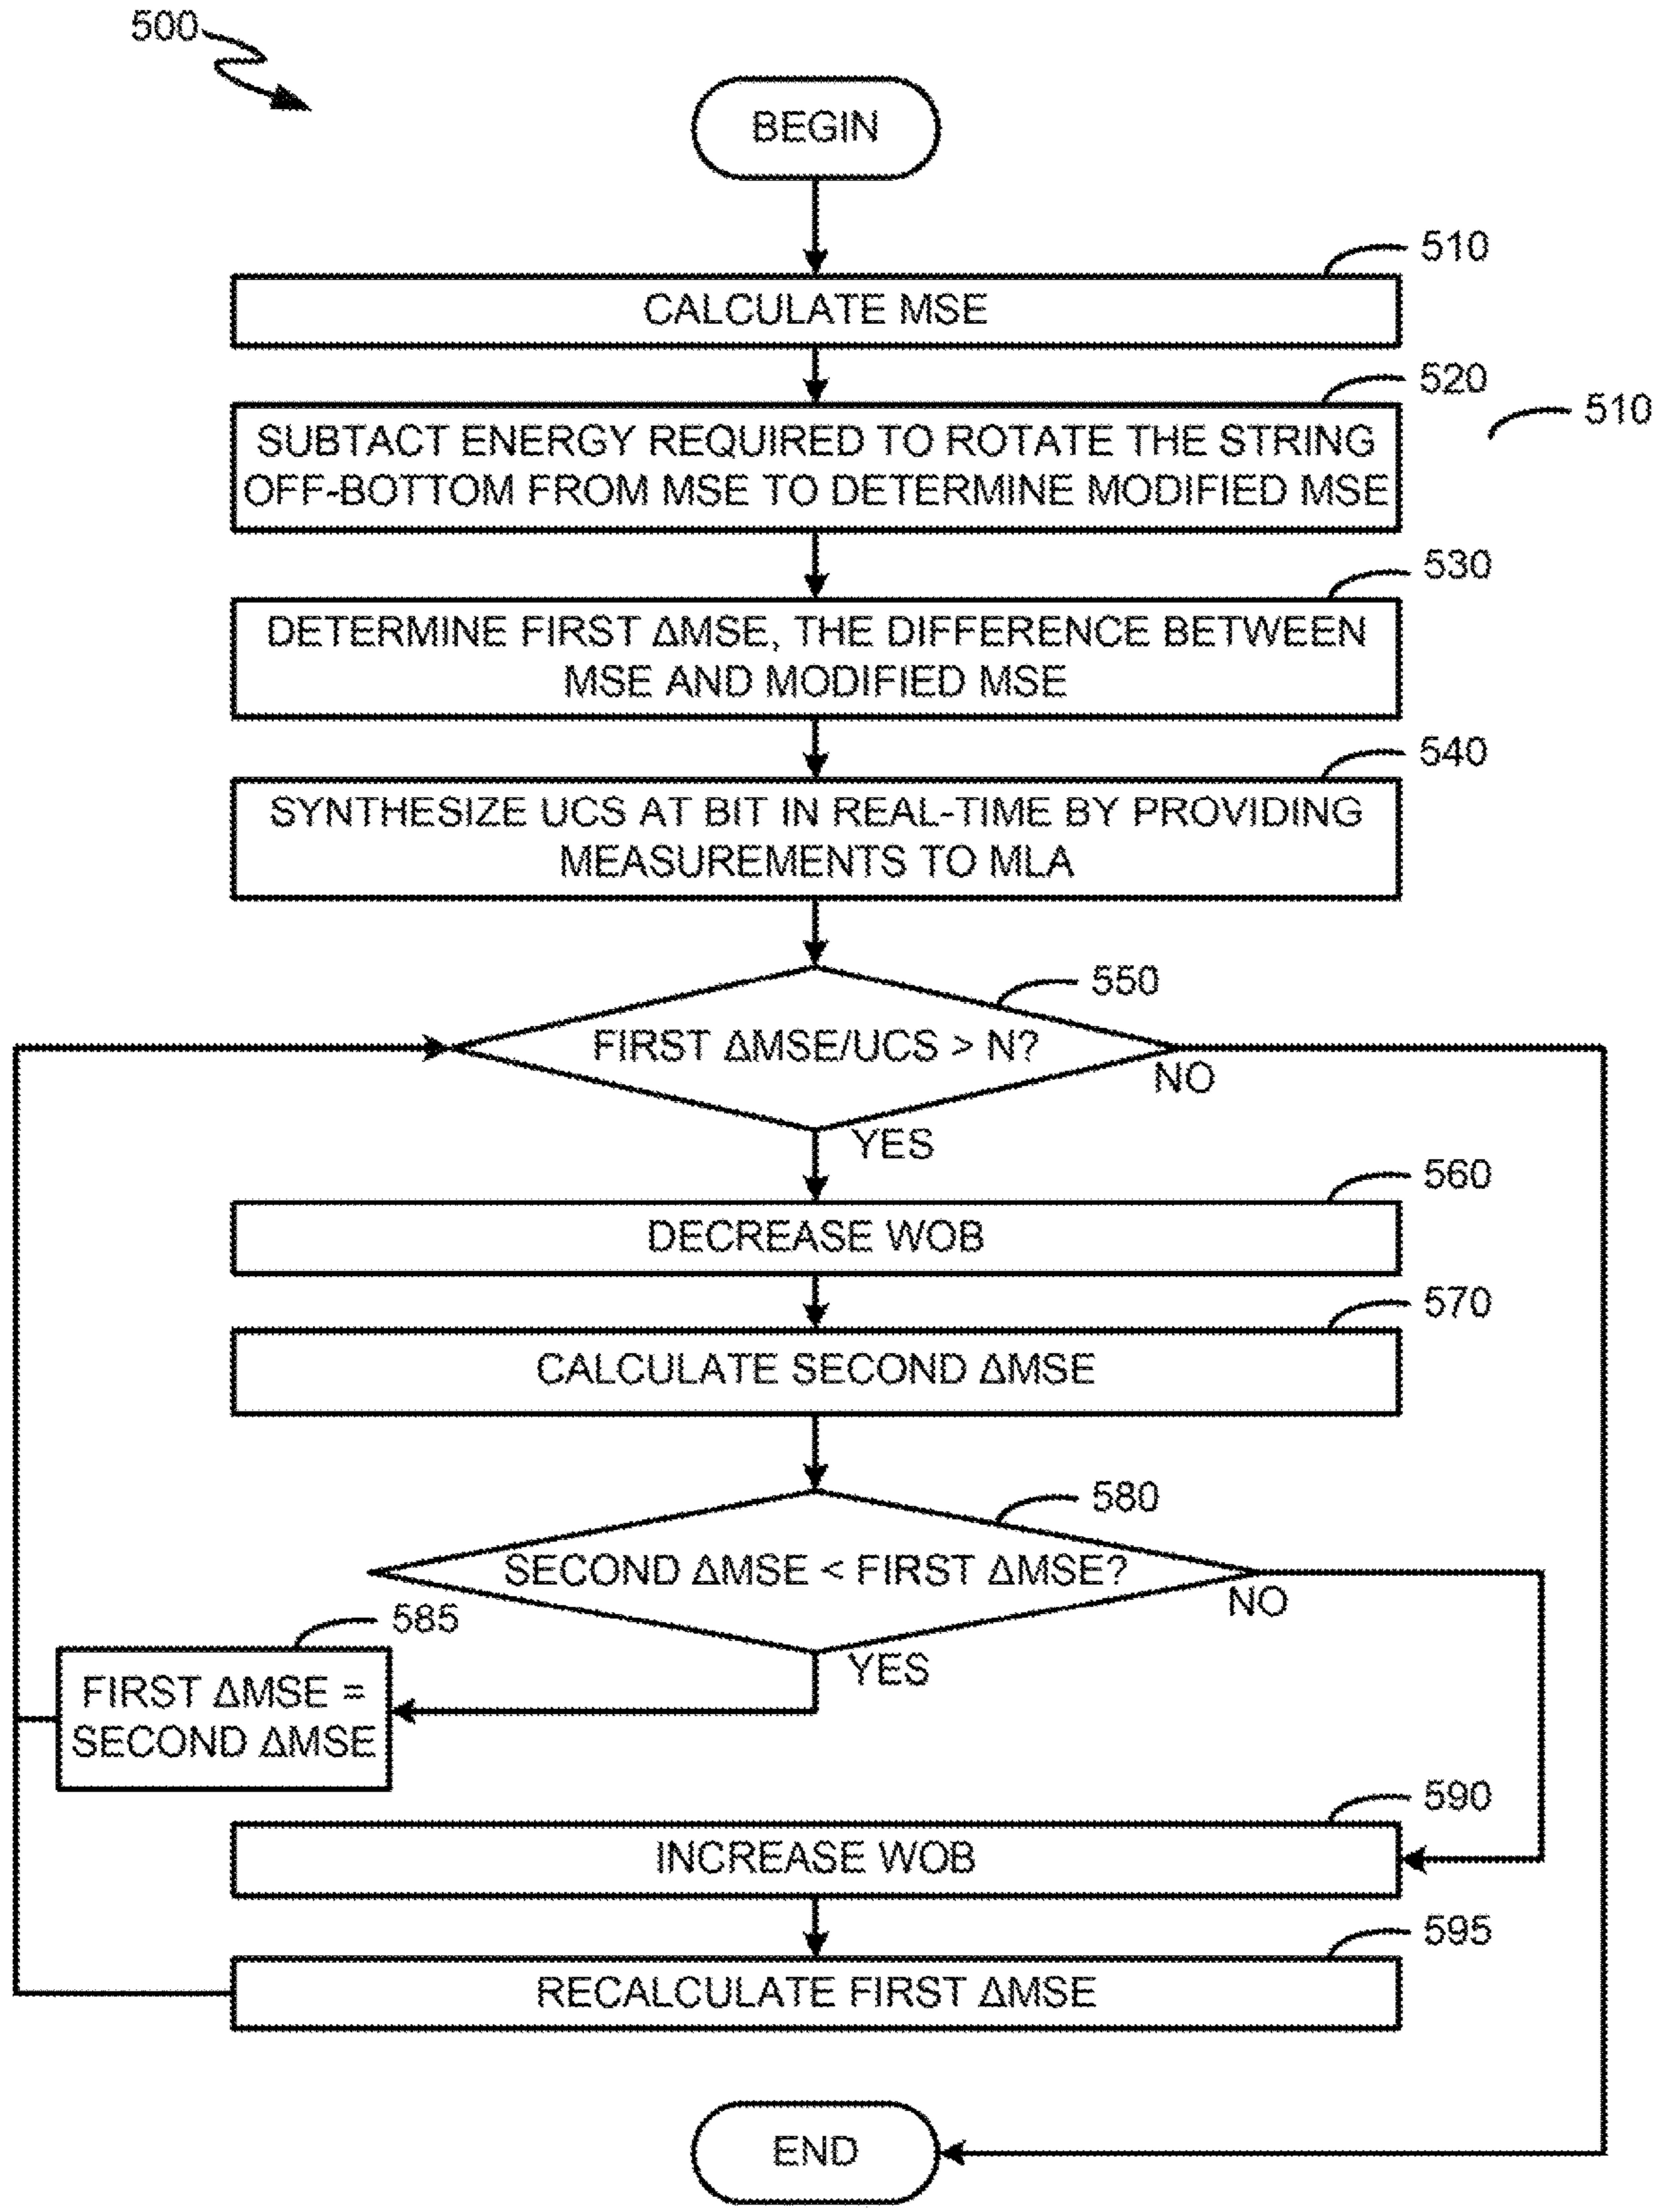 500
BEGIN
510
CALCULATE MSE
520
510
SUBTACT ENERGY REQUIRED TO ROTATE THE STRING
OFF-BOTTOM FROM MSE TO DETERMINE MODIFIED MSE
530
DETERMINE FIRST ΔMSE, THE DIFFERENCE BETWEEN
MSE AND MODIFIED MSE
540
SYNTHESIZE UCS AT BIT IN REAL-TIME BY PROVIDING
MEASUREMENTS TO MLA
550
FIRST ΔMSE/UCS > N?
NO
YES
560
DECREASE WOB
570
CALCULATE SECOND ΔMSE
580
SECOND ΔMSE < FIRST ΔMSE?
NO
585
YES
FIRST ΔMSE =
SECOND ΔMSE
590
INCREASE WOB
595
RECALCULATE FIRST ΔMSE
END